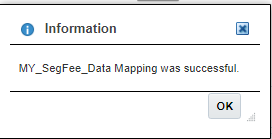 Information
MY_SegFee_Data Mapping was successful.
OK